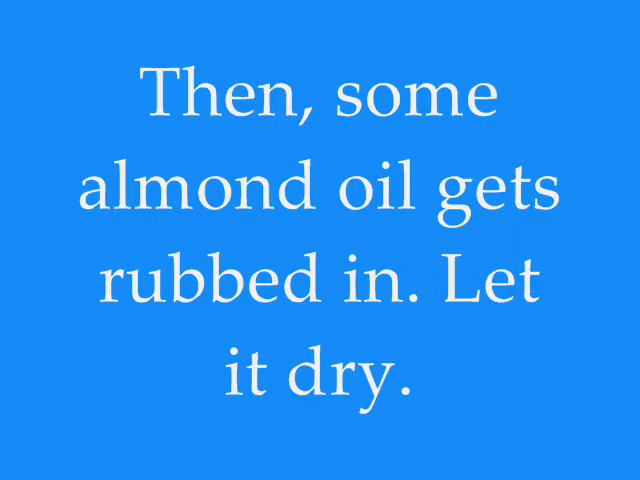 Then, some
almond oil gets
rubbed in. Let
it dry.